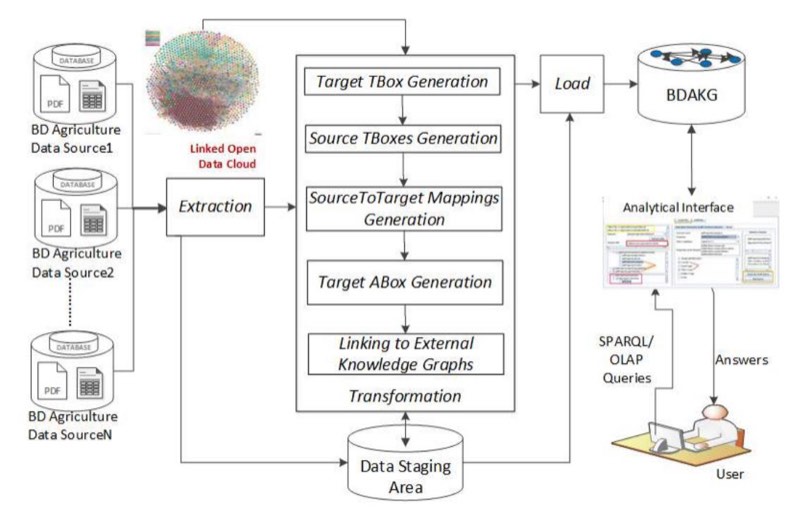 DATABASE
PDF
BD Agriculture
Data Source1
DATABASE
PDF
BD Agriculture
Data Source2
DATABASE
PDF
BD Agriculture
Data SourceN
Linked Open
Data Cloud
Extraction
Target TBox Generation
Source TBoxes Generation
SourceToTarget Mappings
Generation
Target ABox Generation
Linking to External
Knowledge Graphs
Transformation
Data Staging
Area
Load
BDAKG
Analytical Interface
SPARQL/
OLAP
Queries
Answers
User